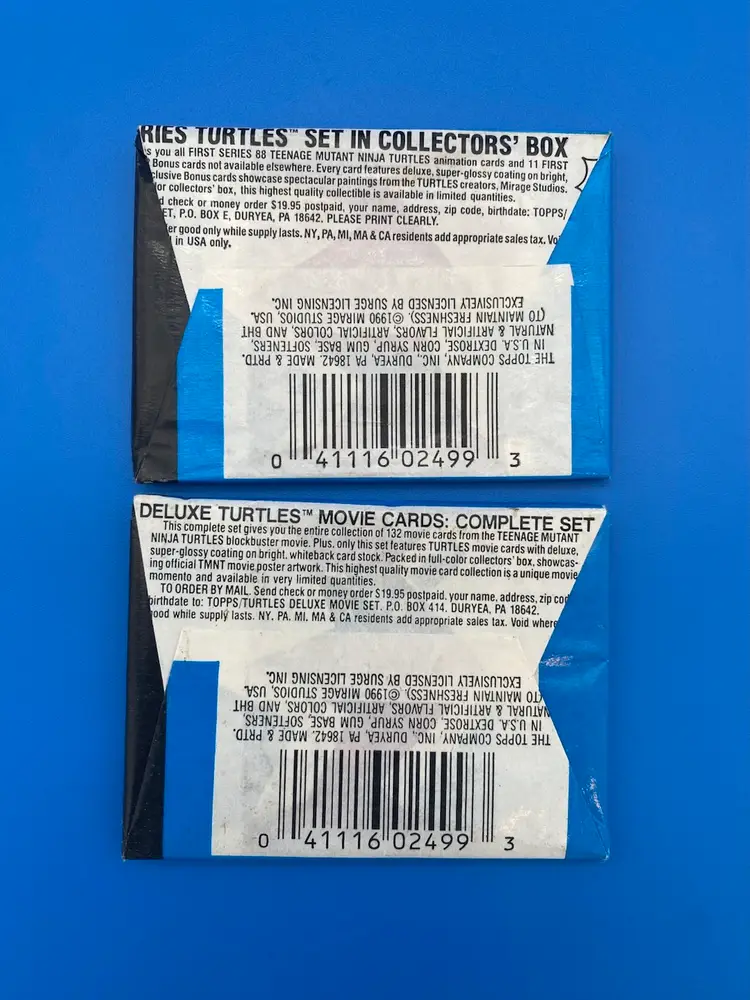 RIES TURTLES™ SET IN COLLECTORS' BOX
s you all FIRST SERIES 88 TEENAGE MUTANT NINJA TURTLES animation cards and 11 FIRST
Bonus cards not available elsewhere. Every card features deluxe, super-glossy coating on bright,
clusive Bonus cards showcase spectacular paintings from the TURTLES creators, Mirage Studios.
lor collectors' box, this highest quality collectible is available in limited quantities.
d check or money order $19.95 postpaid, your name, address, zip code, birthdate: TOPPS/
ET, P.O. BOX E, DURYEA, PA 18642. PLEASE PRINT CLEARLY.
er good only while supply lasts. NY, PA, MI, MA & CA residents add appropriate sales tax. Vo
in USA only.
THE TOPPS COMPANY, INC., DURYEA, PA 18642. MADE & PRTD.
IN U.S.A. DEXTROSE, CORN SYRUP, GUM BASE, SOFTENERS,
NATURAL & ARTIFICIAL FLAVORS, ARTIFICIAL COLORS, AND BHT
(TO MAINTAIN FRESHNESS). © 1990 MIRAGE STUDIOS, USA.
EXCLUSIVELY LICENSED BY SURGE LICENSING INC.
0 41116 02499 3
DELUXE TURTLES™ MOVIE CARDS: COMPLETE SET
This complete set gives you the entire collection of 132 movie cards from the TEENAGE MUTANT
NINJA TURTLES blockbuster movie. Plus, only this set features TURTLES movie cards with deluxe,
super-glossy coating on bright, whiteback card stock. Packed in full-color collectors' box, showcas-
ing official TMNT movie poster artwork. This highest quality movie card collection is a unique movie
momento and available in very limited quantities.
TO ORDER BY MAIL. Send check or money order $19.95 postpaid, your name, address, zip cod
birthdate to: TOPPS/TURTLES DELUXE MOVIE SET. P.O. BOX 414. DURYEA, PA 18642.
ood while supply lasts. NY, PA, MI, MA & CA residents add appropriate sales tax. Void where
THE TOPPS COMPANY, INC., DURYEA, PA 18642. MADE & PRTD.
IN U.S.A. DEXTROSE, CORN SYRUP, GUM BASE, SOFTENERS,
NATURAL & ARTIFICIAL FLAVORS, ARTIFICIAL COLORS, AND BHT
(TO MAINTAIN FRESHNESS). © 1990 MIRAGE STUDIOS, USA.
EXCLUSIVELY LICENSED BY SURGE LICENSING INC.
0 41116 02499 3